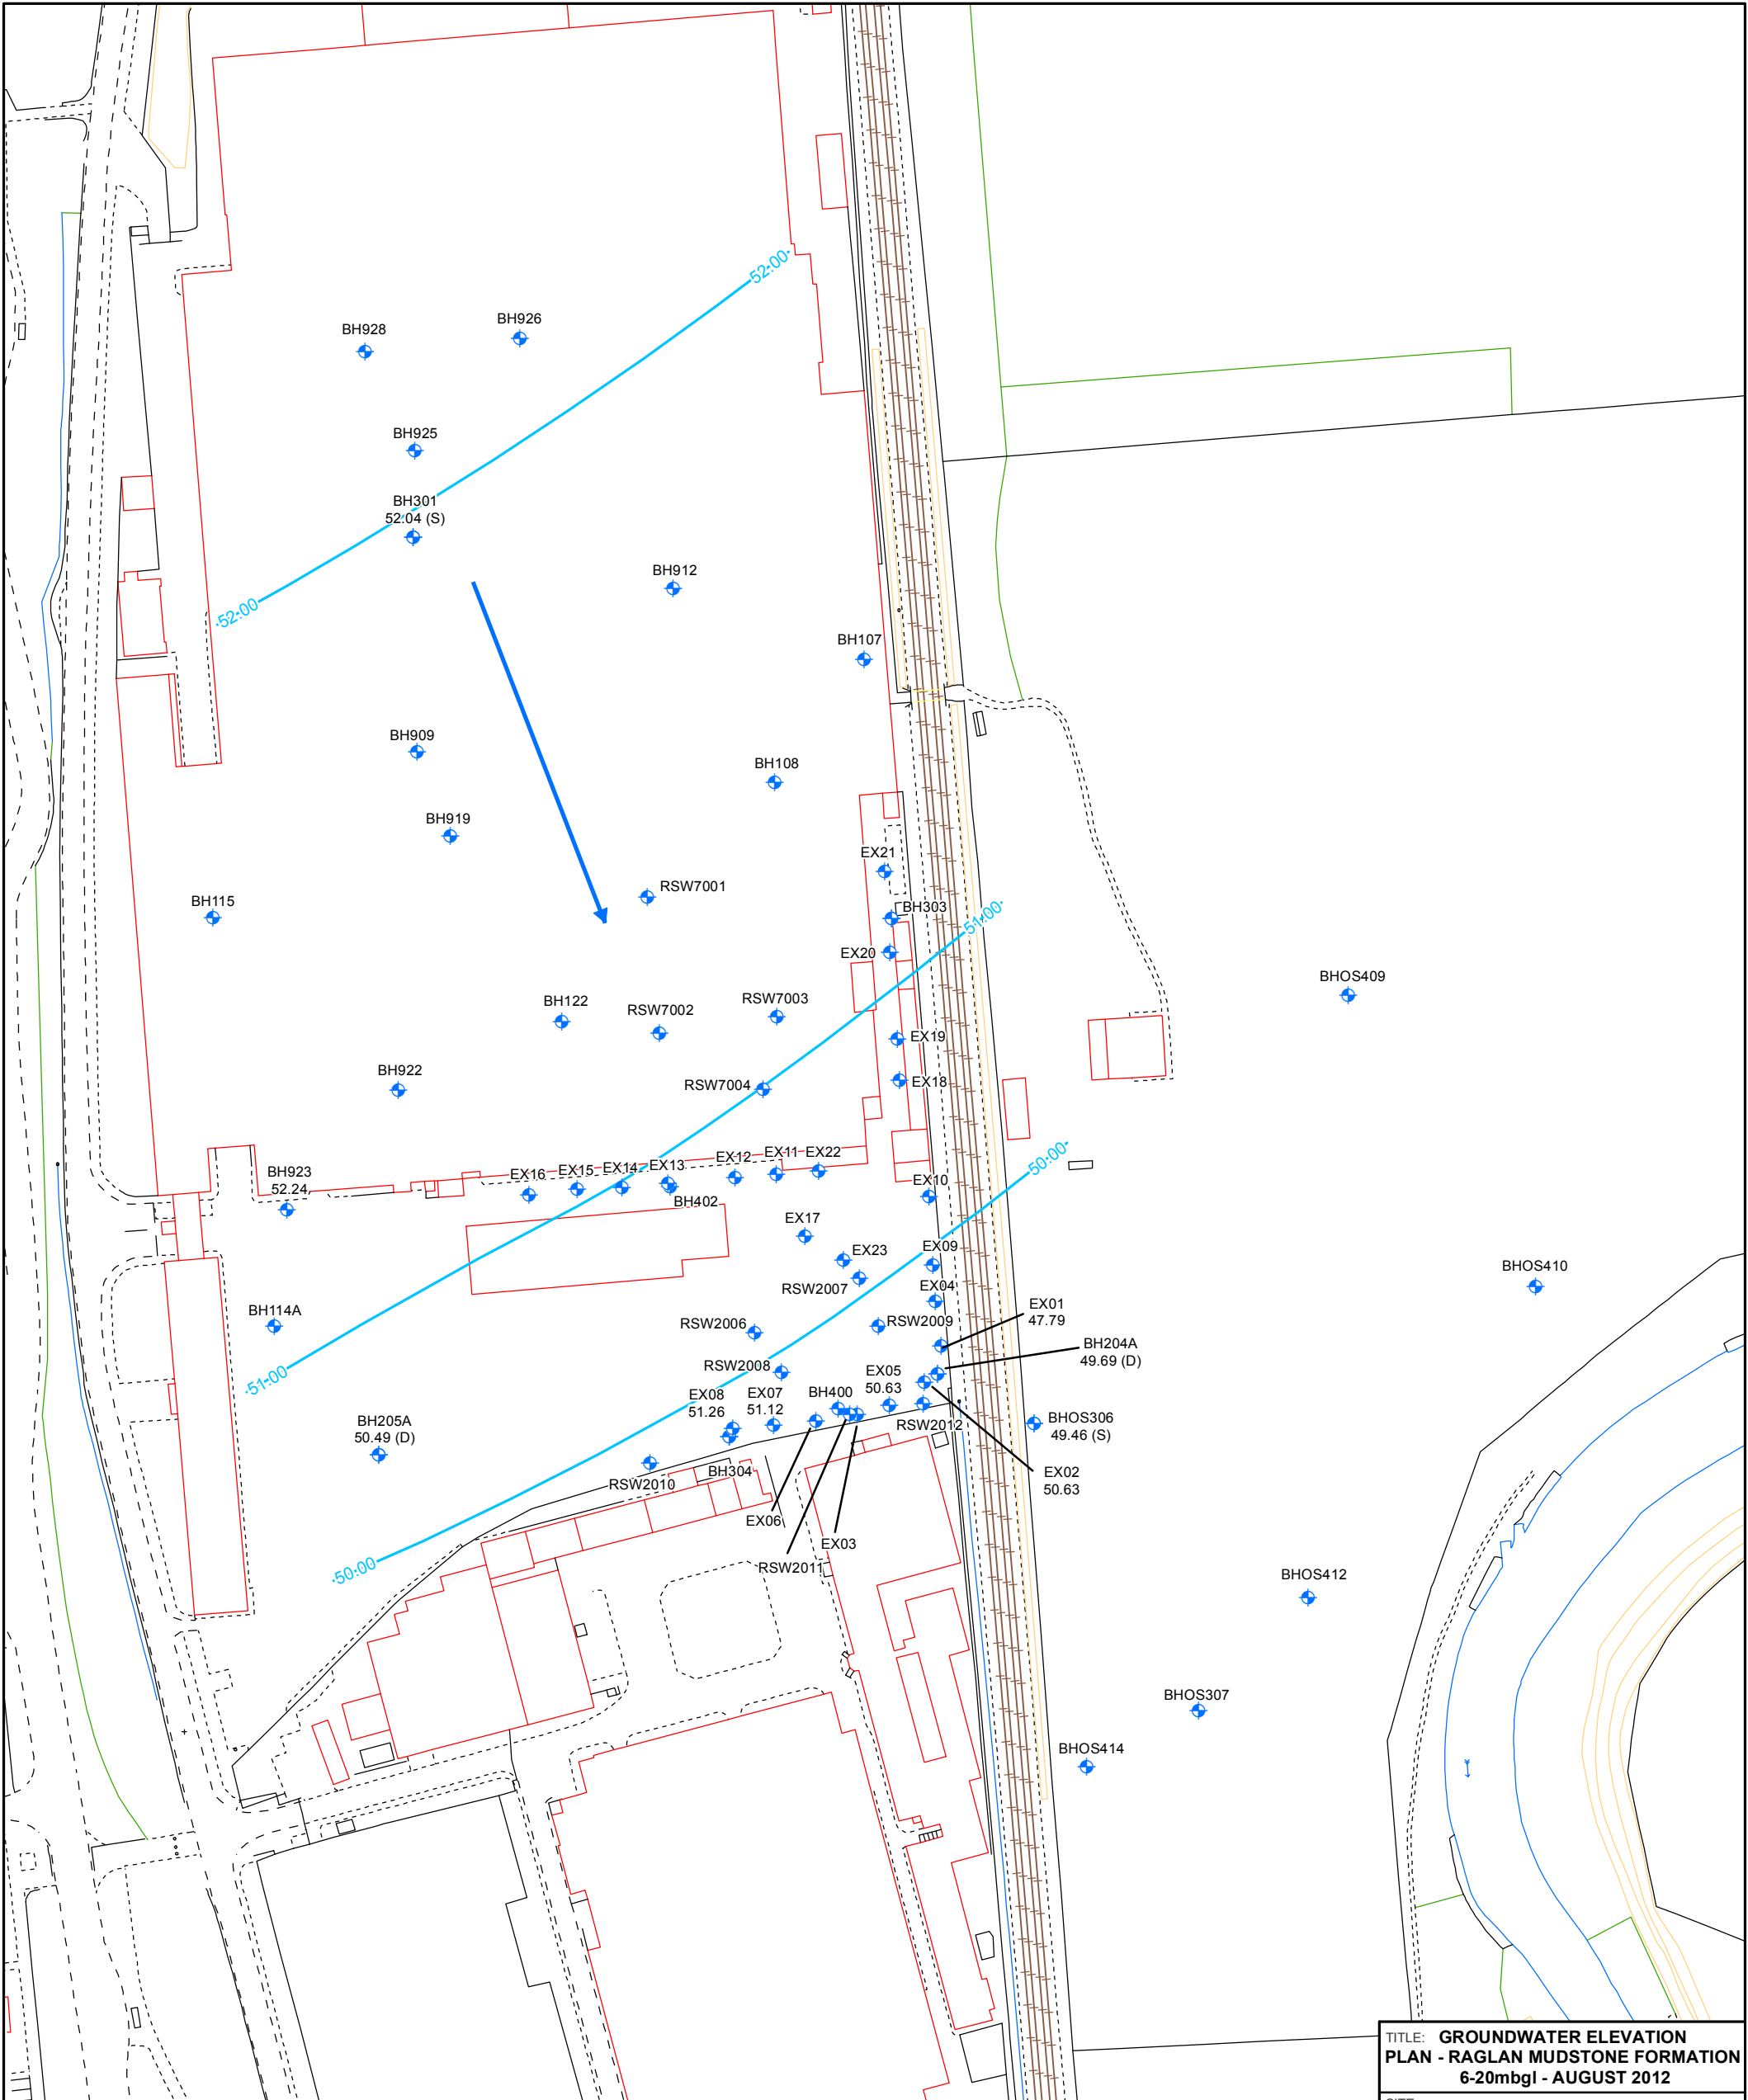 52.00
BH926
BH928
BH925
BH301
52.04 (S)
BH912
52.00
BH107
BH909
BH108
BH919
EX21
RSW7001
BH115
BH303
51.00
EX20
BHOS409
BH122
RSW7002
RSW7003
EX19
BH922
RSW7004
EX18
50.00
BH923
52.24
EX16
EX15
EX14
EX13
EX12
EX11
EX22
BH402
EX10
EX17
EX23
EX09
RSW2007
EX04
BHOS410
BH114A
RSW2006
RSW2009
EX01
47.79
BH204A
49.69 (D)
51.00
RSW2008
EX05
50.63
EX08
51.26
EX07
51.12
BH400
BH205A
50.49 (D)
RSW2012
BHOS306
49.46 (S)
RSW2010
BH304
EX02
50.63
EX06
EX03
RSW2011
50.00
BHOS412
BHOS307
BHOS414
TITLE: GROUNDWATER ELEVATION
PLAN - RAGLAN MUDSTONE FORMATION
6-20mbgl - AUGUST 2012